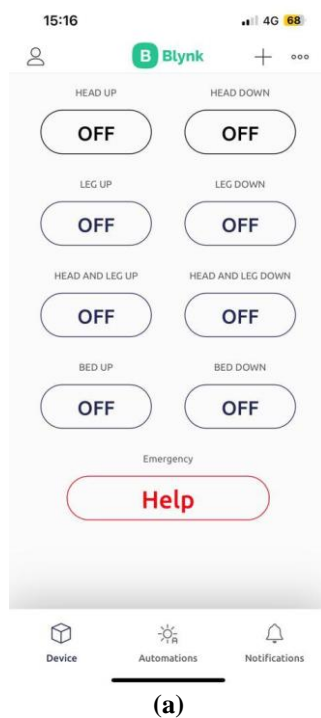 15:16 4G 68
B Blynk
HEAD UP HEAD DOWN
OFF OFF
LEG UP LEG DOWN
OFF OFF
HEAD AND LEG UP HEAD AND LEG DOWN
OFF OFF
BED UP BED DOWN
OFF OFF
Emergency
Help
Device Automations Notifications
(a)